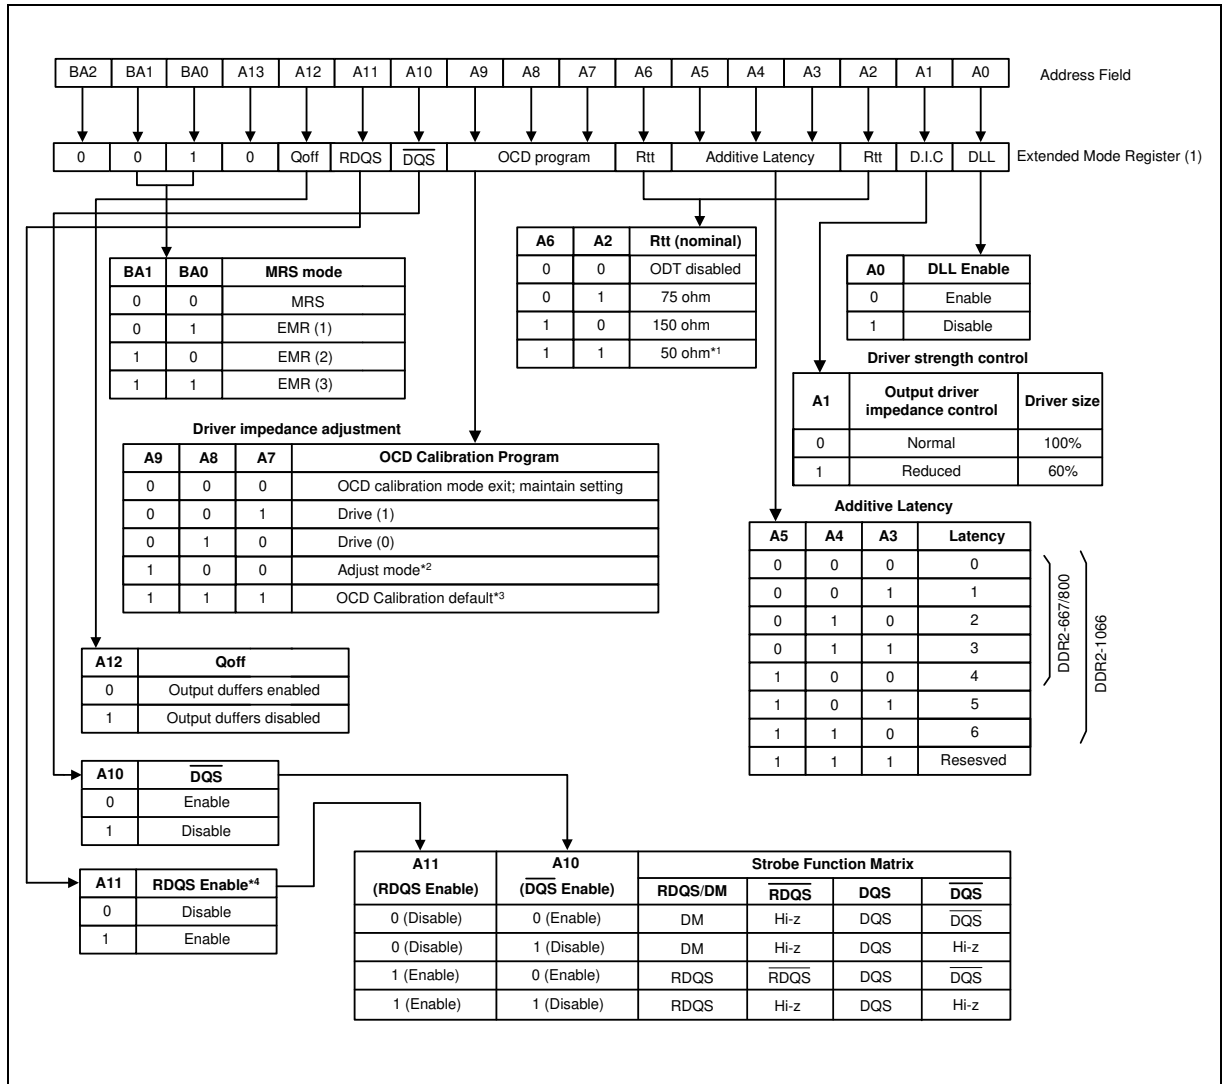 BA2 BA1 BA0 A13 A12 A11 A10 A9 A8 A7 A6 A5 A4 A3 A2 A1 A0 Address Field
0 0 1 0 Qoff RDQS D̅Q̅S̅ OCD program Rtt Additive Latency Rtt D.I.C DLL Extended Mode Register (1)
BA1 BA0 MRS mode
0 0 MRS
0 1 EMR (1)
1 0 EMR (2)
1 1 EMR (3)
A6 A2 Rtt (nominal)
0 0 ODT disabled
0 1 75 ohm
1 0 150 ohm
1 1 50 ohm*1
A0 DLL Enable
0 Enable
1 Disable
Driver strength control
A1 Output driver impedance control Driver size
0 Normal 100%
1 Reduced 60%
Driver impedance adjustment
A9 A8 A7 OCD Calibration Program
0 0 0 OCD calibration mode exit; maintain setting
0 0 1 Drive (1)
0 1 0 Drive (0)
1 0 0 Adjust mode*2
1 1 1 OCD Calibration default*3
Additive Latency
A5 A4 A3 Latency
0 0 0 0
0 0 1 1
0 1 0 2
0 1 1 3
1 0 0 4
1 0 1 5
1 1 0 6
1 1 1 Resesved
DDR2-667/800
DDR2-1066
A12 Qoff
0 Output duffers enabled
1 Output duffers disabled
A10 D̅Q̅S̅
0 Enable
1 Disable
A11 RDQS Enable*4
0 Disable
1 Enable
A11 A10 Strobe Function Matrix
(RDQS Enable) (D̅Q̅S̅ Enable) RDQS/DM R̅D̅Q̅S̅ DQS D̅Q̅S̅
0 (Disable) 0 (Enable) DM Hi-z DQS D̅Q̅S̅
0 (Disable) 1 (Disable) DM Hi-z DQS Hi-z
1 (Enable) 0 (Enable) RDQS R̅D̅Q̅S̅ DQS D̅Q̅S̅
1 (Enable) 1 (Disable) RDQS Hi-z DQS Hi-z